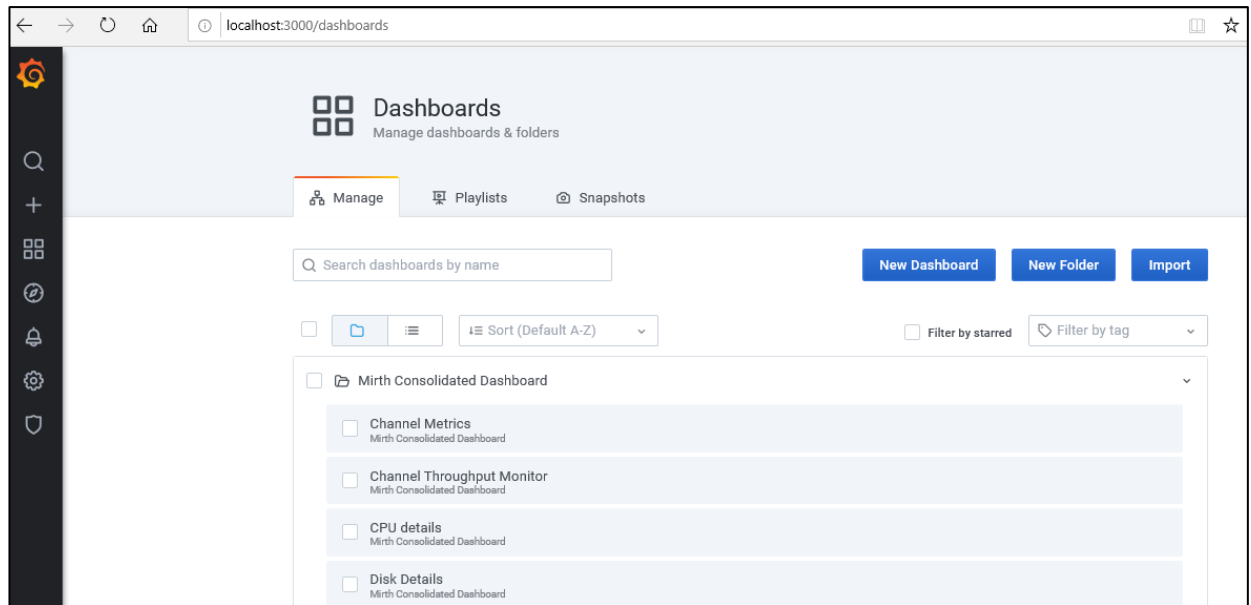 localhost:3000/dashboards
Dashboards
Manage dashboards & folders
Manage Playlists Snapshots
Search dashboards by name New Dashboard New Folder Import
Sort (Default A-Z) Filter by starred Filter by tag
Mirth Consolidated Dashboard
Channel Metrics
Mirth Consolidated Dashboard
Channel Throughput Monitor
Mirth Consolidated Dashboard
CPU details
Mirth Consolidated Dashboard
Disk Details
Mirth Consolidated Dashboard